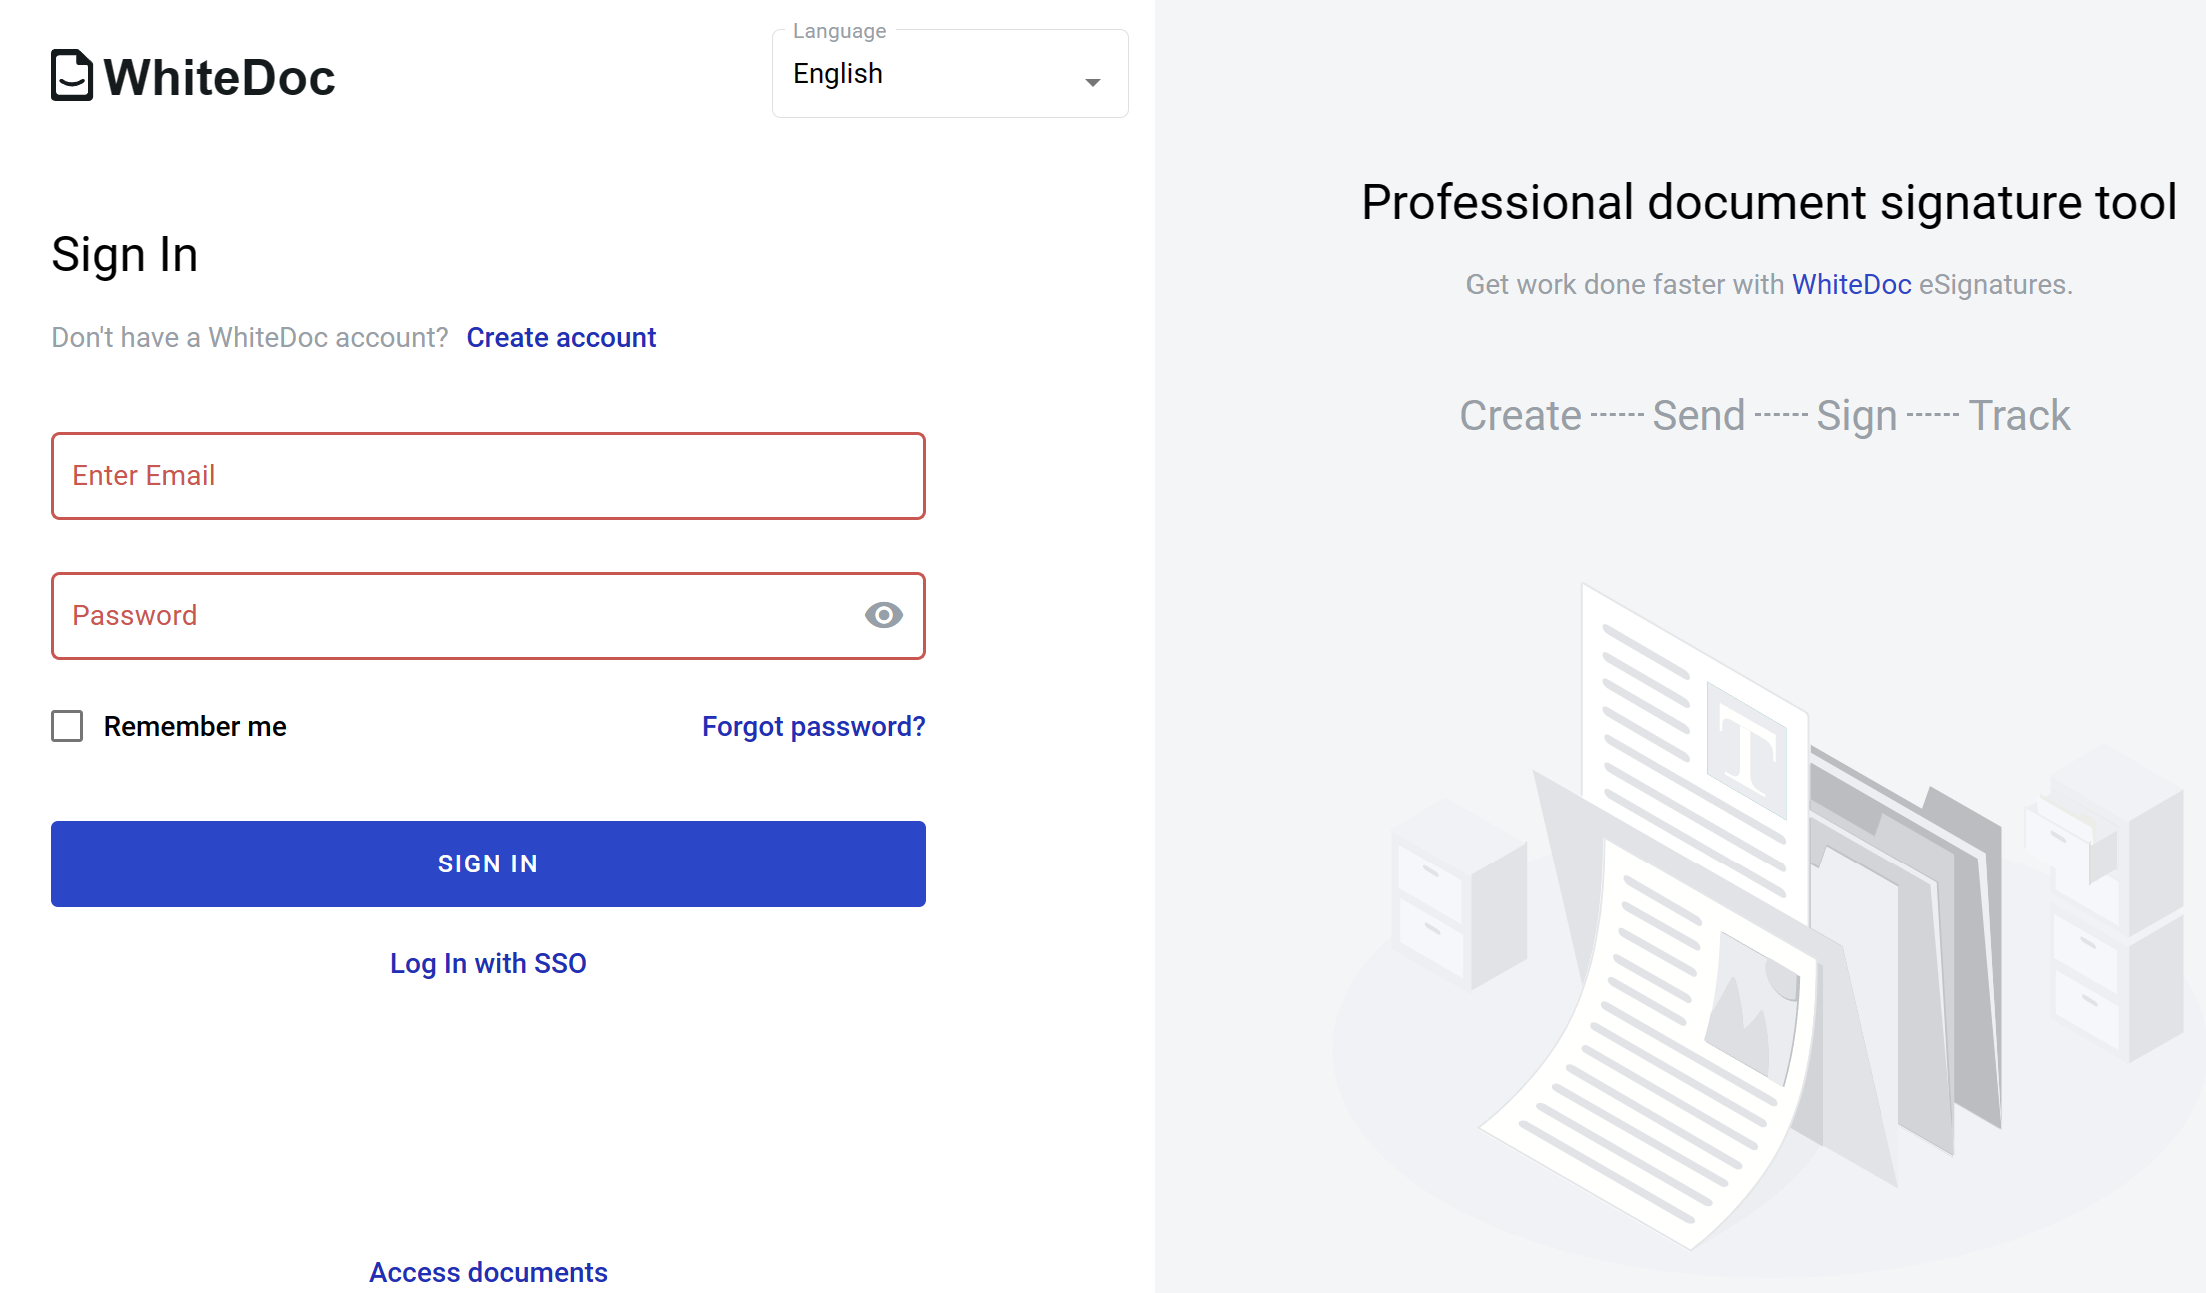 WhiteDoc
Language
English
Sign In
Don't have a WhiteDoc account? Create account
Enter Email
Password
Remember me
Forgot password?
SIGN IN
Log In with SSO
Access documents
Professional document signature tool
Get work done faster with WhiteDoc eSignatures.
Create ------ Send ------ Sign ------ Track
T